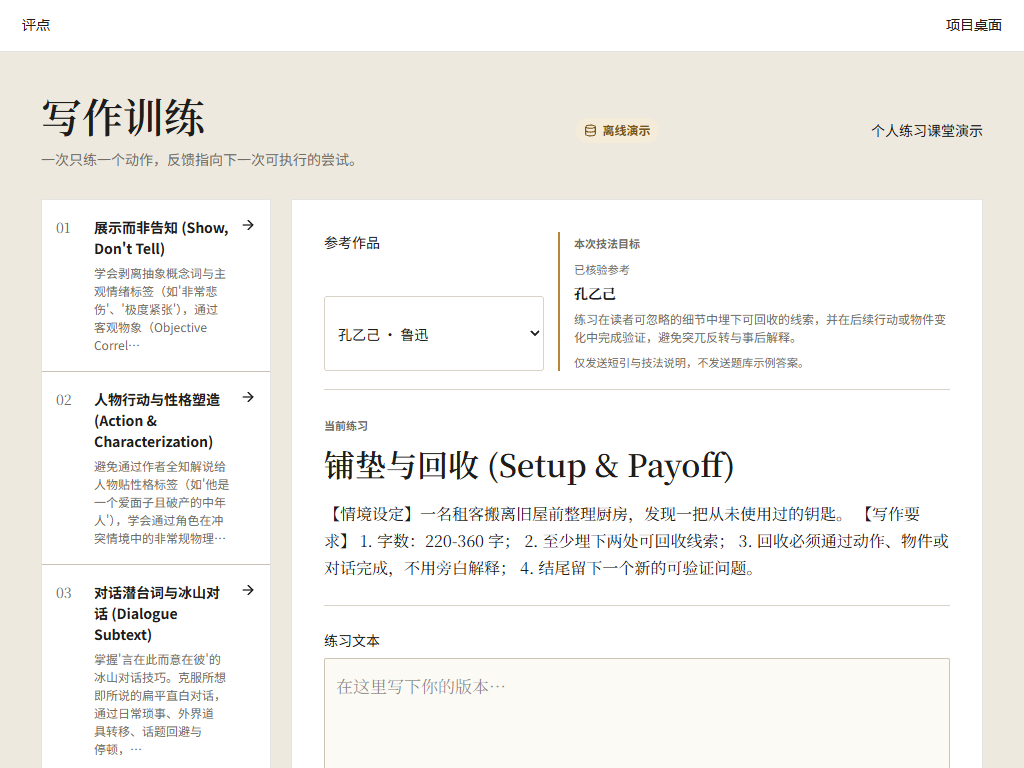 评点
项目桌面
写作训练
一次只练一个动作，反馈指向下一次可执行的尝试。
离线演示
个人练习课堂演示
01
展示而非告知 (Show,
Don't Tell)
学会剥离抽象概念词与主
观情绪标签（如'非常悲
伤'、'极度紧张'），通过
客观物象（Objective
Correl…
02
人物行动与性格塑造
(Action &
Characterization)
避免通过作者全知解说给
人物贴性格标签（如'他是
一个爱面子且破产的中年
人'），学会通过角色在冲
突情境中的非常规物理…
03
对话潜台词与冰山对
话 (Dialogue
Subtext)
掌握'言在此而意在彼'的
冰山对话技巧。克服所想
即所说的扁平直白对话，
通过日常琐事、外界道
具转移、话题回避与
停顿，…
参考作品
孔乙己 · 鲁迅
本次技法目标
已核验参考
孔乙己
练习在读者可忽略的细节中埋下可回收的线索，并在后续行动或物件变
化中完成验证，避免突兀反转与事后解释。
仅发送短引与技法说明，不发送题库示例答案。
当前练习
铺垫与回收 (Setup & Payoff)
【情境设定】一名租客搬离旧屋前整理厨房，发现一把从未使用过的钥匙。 【写作要
求】 1. 字数：220-360 字； 2. 至少埋下两处可回收线索； 3. 回收必须通过动作、物件或
对话完成，不用旁白解释； 4. 结尾留下一个新的可验证问题。
练习文本
在这里写下你的版本…